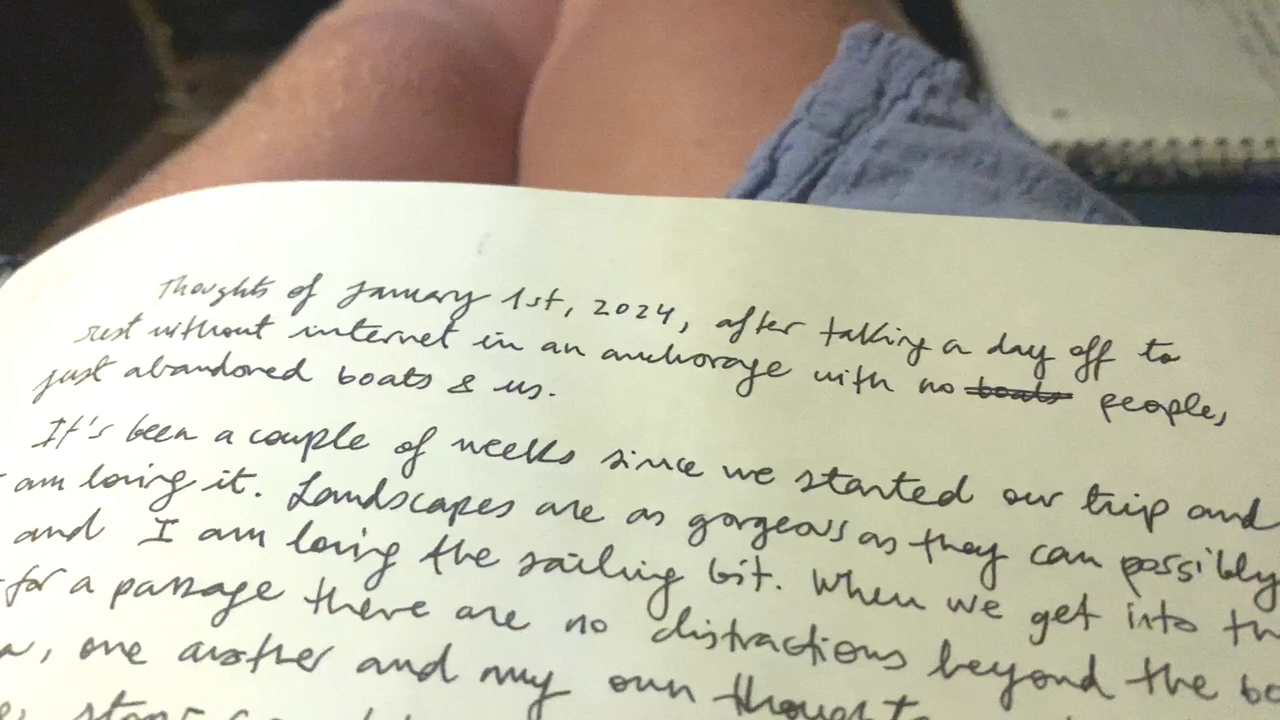 Thoughts of January 1st, 2024, after taking a day off to
rest without internet in an anchorage with no boats people,
just abandoned boats & us.
It's been a couple of weeks since we started our trip and
am loving it. Landscapes are as gorgeous as they can possibly
and I am loving the sailing bit. When we get into
for a passage there are no distractions beyond the
one another and my own thoughts